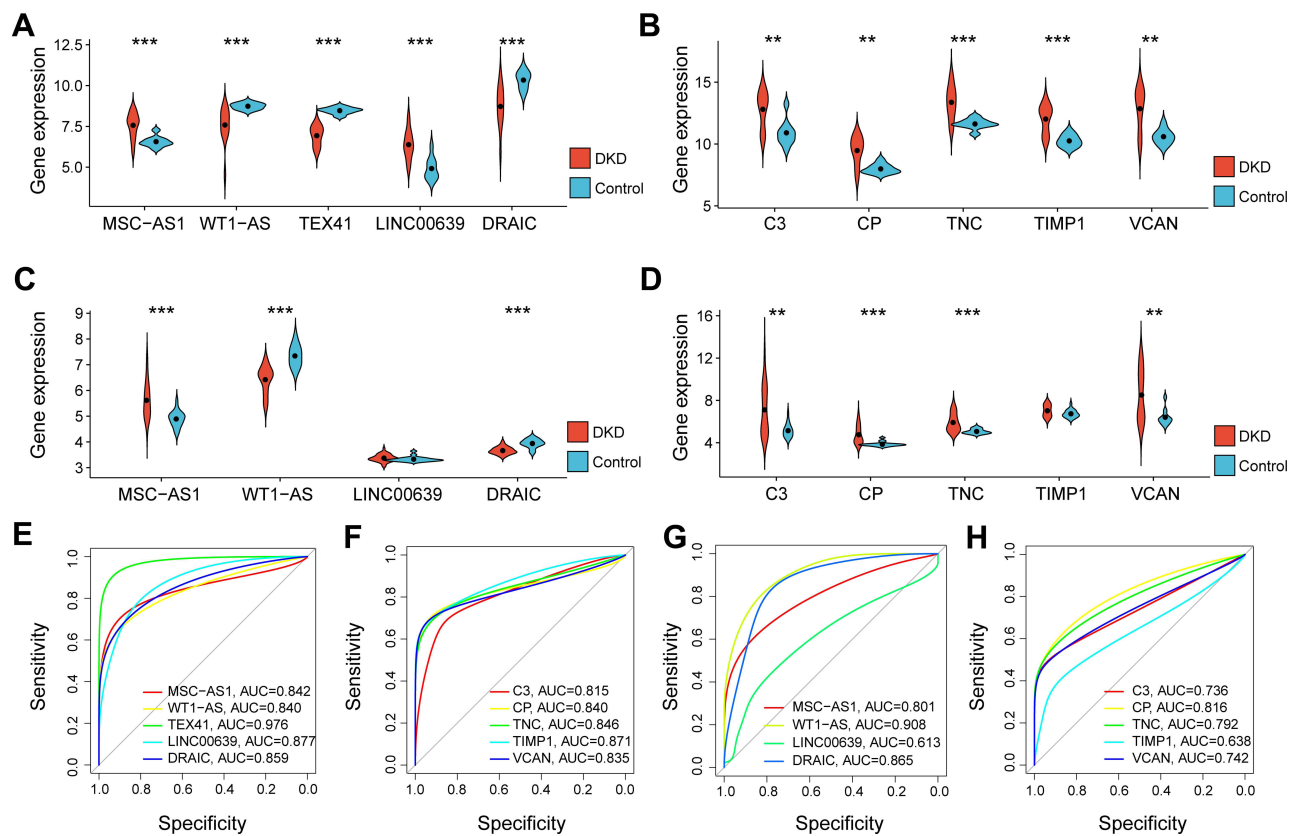 A
12.5
10.0
7.5
5.0
Gene expression
*** *** *** *** ***
DKD
Control
MSC−AS1 WT1−AS TEX41 LINC00639 DRAIC
B
15
10
5
Gene expression
** ** *** *** **
DKD
Control
C3 CP TNC TIMP1 VCAN
C
9
8
7
6
5
4
3
Gene expression
*** *** ***
DKD
Control
MSC−AS1 WT1−AS LINC00639 DRAIC
D
16
12
8
4
Gene expression
** *** *** **
DKD
Control
C3 CP TNC TIMP1 VCAN
E
1.0
0.8
0.6
0.4
0.2
0.0
Sensitivity
MSC−AS1, AUC=0.842
WT1−AS, AUC=0.840
TEX41, AUC=0.976
LINC00639, AUC=0.877
DRAIC, AUC=0.859
1.0 0.8 0.6 0.4 0.2 0.0
Specificity
F
1.0
0.8
0.6
0.4
0.2
0.0
Sensitivity
C3, AUC=0.815
CP, AUC=0.840
TNC, AUC=0.846
TIMP1, AUC=0.871
VCAN, AUC=0.835
1.0 0.8 0.6 0.4 0.2 0.0
Specificity
G
1.0
0.8
0.6
0.4
0.2
0.0
Sensitivity
MSC−AS1, AUC=0.801
WT1−AS, AUC=0.908
LINC00639, AUC=0.613
DRAIC, AUC=0.865
1.0 0.8 0.6 0.4 0.2 0.0
Specificity
H
1.0
0.8
0.6
0.4
0.2
0.0
Sensitivity
C3, AUC=0.736
CP, AUC=0.816
TNC, AUC=0.792
TIMP1, AUC=0.638
VCAN, AUC=0.742
1.0 0.8 0.6 0.4 0.2 0.0
Specificity